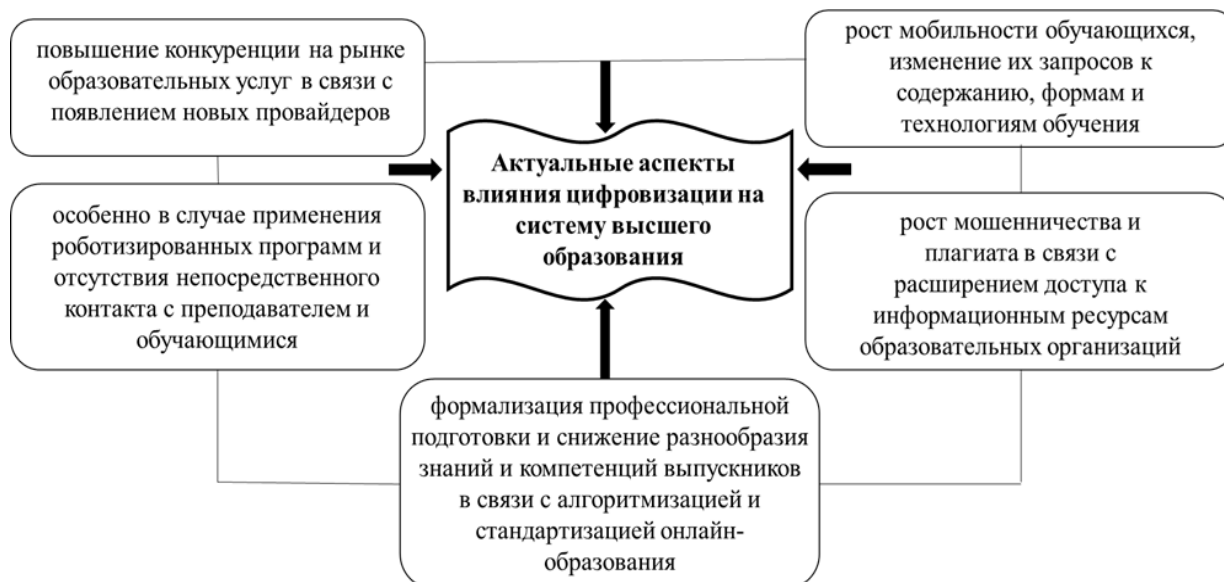 повышение конкуренции на рынке
образовательных услуг в связи с
появлением новых провайдеров
рост мобильности обучающихся,
изменение их запросов к
содержанию, формам и
технологиям обучения
Актуальные аспекты
влияния цифровизации на
систему высшего
образования
особенно в случае применения
роботизированных программ и
отсутствия непосредственного
контакта с преподавателем и
обучающимися
рост мошенничества и
плагиата в связи с
расширением доступа к
информационным ресурсам
образовательных организаций
формализация профессиональной
подготовки и снижение разнообразия
знаний и компетенций выпускников
в связи с алгоритмизацией и
стандартизацией онлайн-
образования